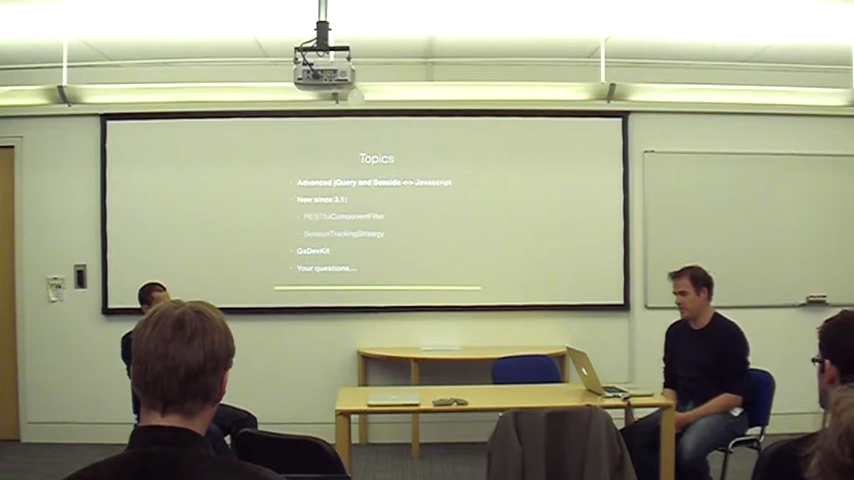 Topics
Advanced jQuery and Seaside <-> Javascript
New since 3.1:
RESTfulComponentFilter
SessionTrackingStrategy
GsDevKit
Your questions...